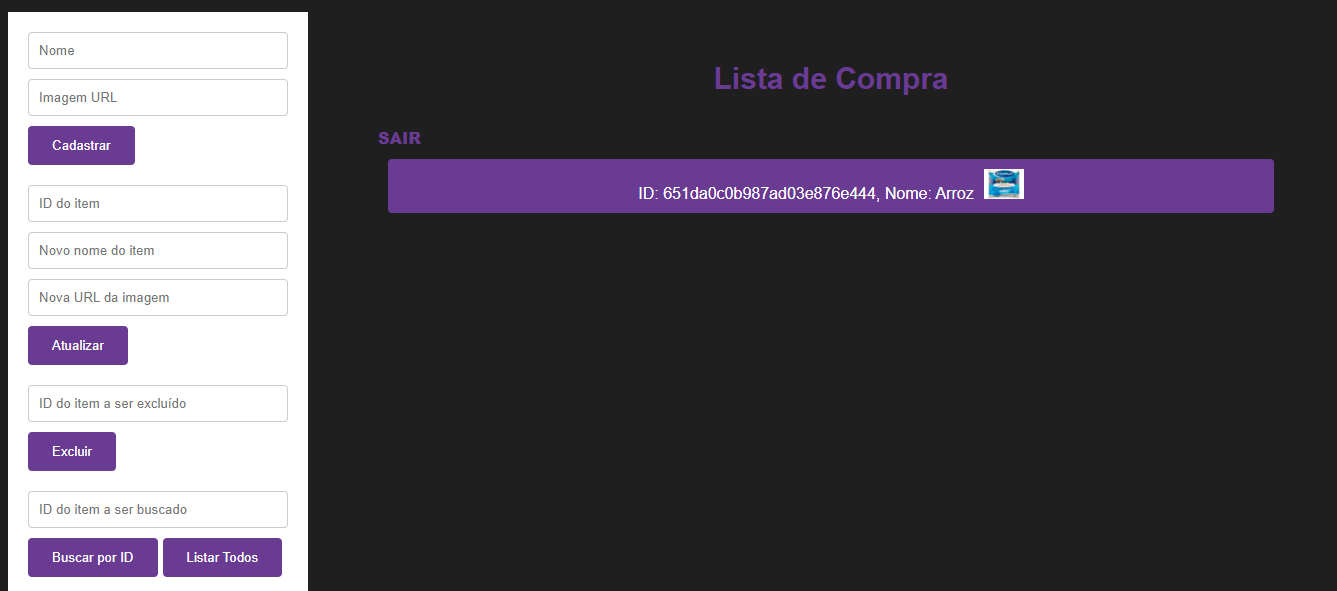 Nome
Imagem URL
Cadastrar
ID do item
Novo nome do item
Nova URL da imagem
Atualizar
ID do item a ser excluído
Excluir
ID do item a ser buscado
Buscar por ID Listar Todos
Lista de Compra
SAIR
ID: 651da0c0b987ad03e876e444, Nome: Arroz